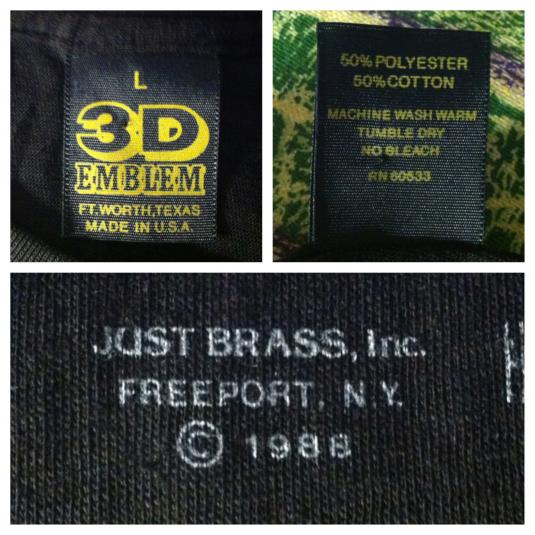 L
3D
EMBLEM
FT. WORTH, TEXAS
MADE IN U.S.A.
50% POLYESTER
50% COTTON
MACHINE WASH WARM
TUMBLE DRY
NO BLEACH
RN 60533
JUST BRASS, Inc.
FREEPORT, N.Y.
© 1988